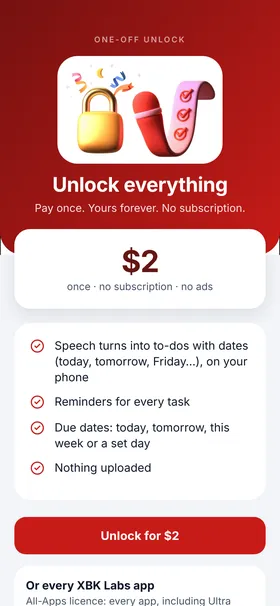 ONE-OFF UNLOCK
Unlock everything
Pay once. Yours forever. No subscription.
$2
once · no subscription · no ads
Speech turns into to-dos with dates
(today, tomorrow, Friday...), on your
phone
Reminders for every task
Due dates: today, tomorrow, this
week or a set day
Nothing uploaded
Unlock for $2
Or every XBK Labs app
All-Apps licence: every app, including Ultra